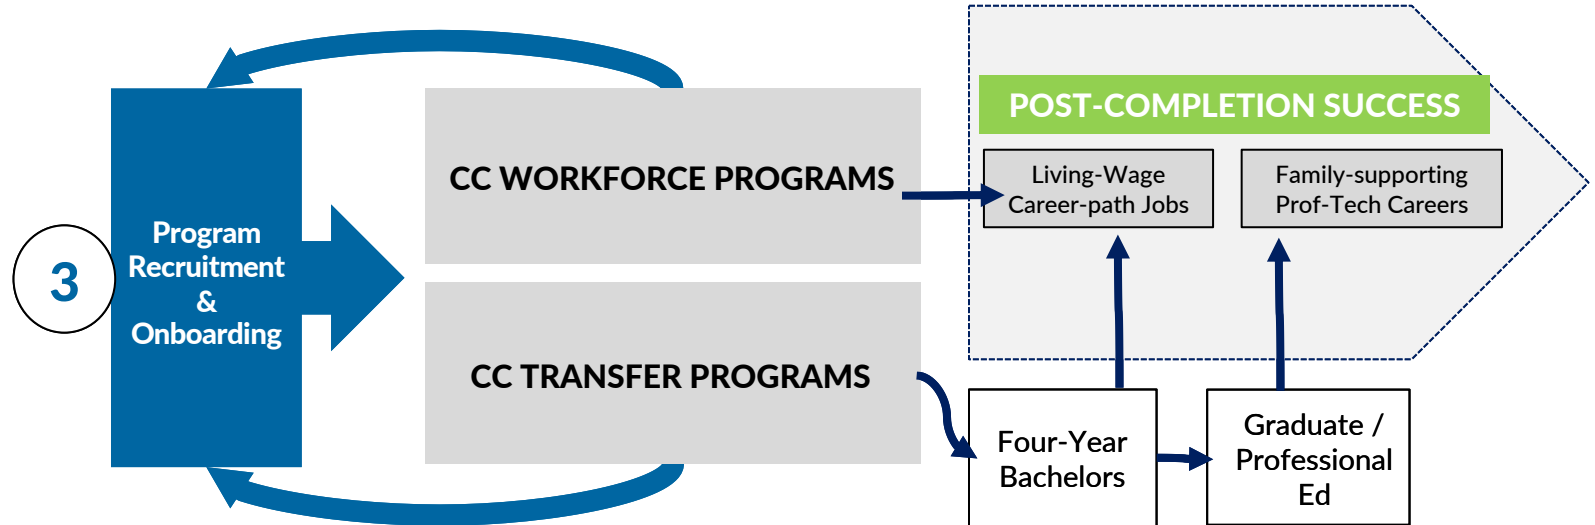 3
Program
Recruitment
&
Onboarding
CC WORKFORCE PROGRAMS
CC TRANSFER PROGRAMS
POST-COMPLETION SUCCESS
Living-Wage
Career-path Jobs
Family-supporting
Prof-Tech Careers
Four-Year
Bachelors
Graduate /
Professional
Ed